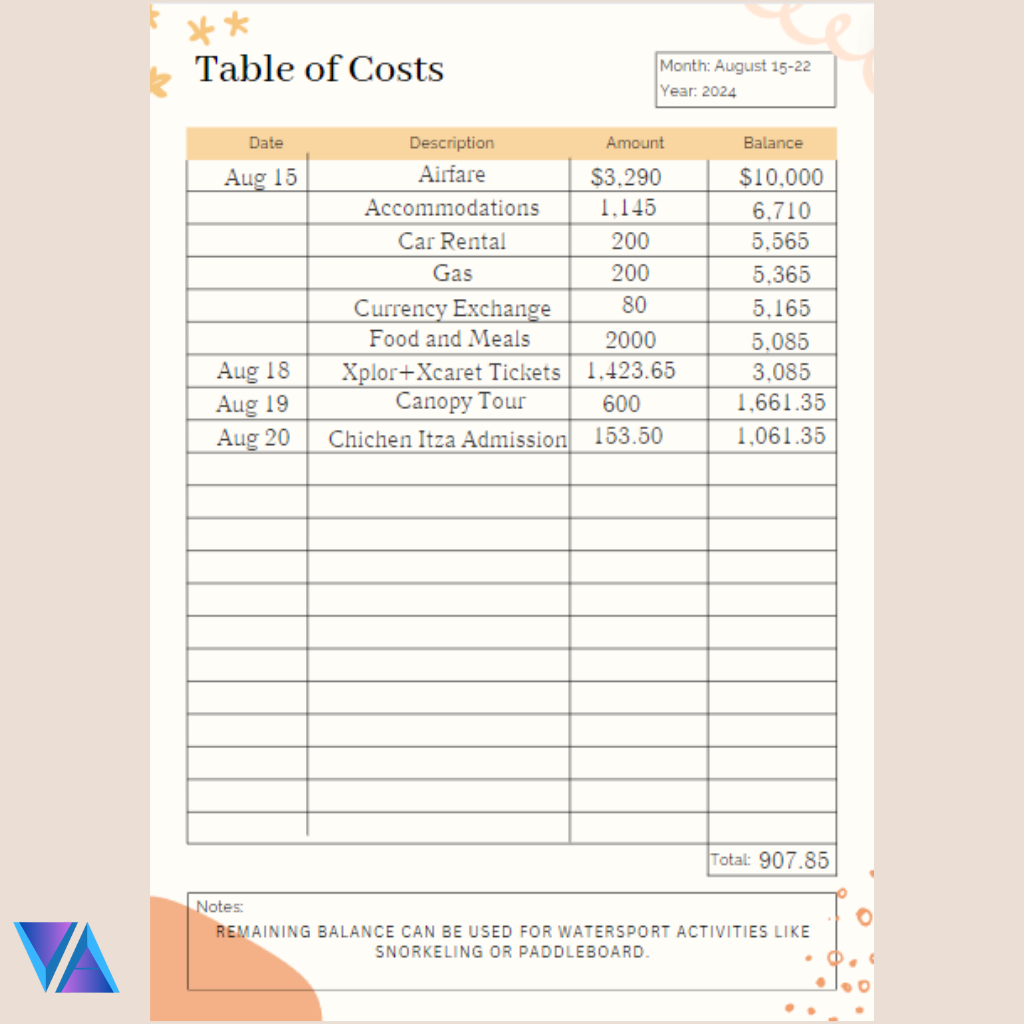 Table of Costs
Month: August 15-22
Year: 2024
Date Description Amount Balance
Aug 15 Airfare $3,290 $10,000
Accommodations 1,145 6,710
Car Rental 200 5,565
Gas 200 5,365
Currency Exchange 80 5,165
Food and Meals 2000 5,085
Aug 18 Xplor+Xcaret Tickets 1,423.65 3,085
Aug 19 Canopy Tour 600 1,661.35
Aug 20 Chichen Itza Admission 153.50 1,061.35
Total: 907.85
Notes:
REMAINING BALANCE CAN BE USED FOR WATERSPORT ACTIVITIES LIKE
SNORKELING OR PADDLEBOARD.
VA